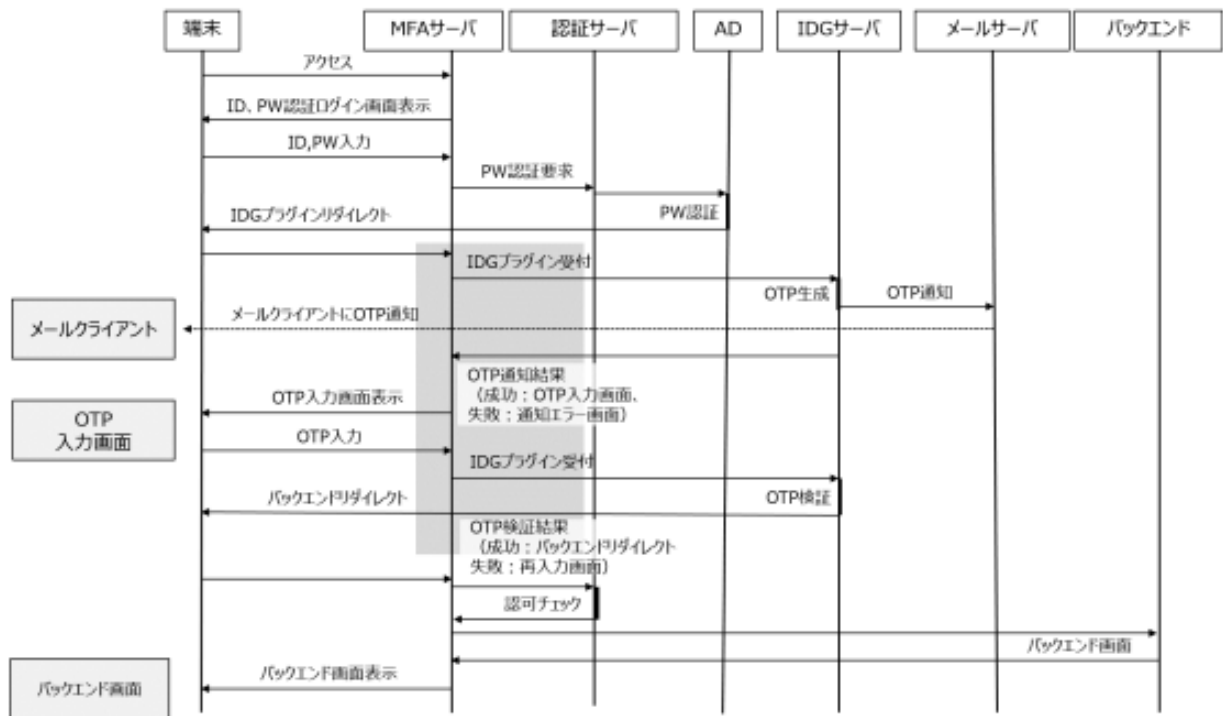 端末
MFAサーバ
認証サーバ
AD
IDGサーバ
メールサーバ
バックエンド
アクセス
ID、PW認証ログイン画面表示
ID,PW入力
PW認証要求
PW認証
IDGプラグインリダイレクト
IDGプラグイン受付
OTP生成
OTP通知
メールクライアント
メールクライアントにOTP通知
OTP通知結果
（成功：OTP入力画面、
失敗：通知エラー画面）
OTP入力画面表示
OTP
入力画面
OTP入力
IDGプラグイン受付
バックエンドリダイレクト
OTP検証
OTP検証結果
（成功：バックエンドリダイレクト
失敗：再入力画面）
認可チェック
バックエンド画面
バックエンド画面表示
バックエンド画面